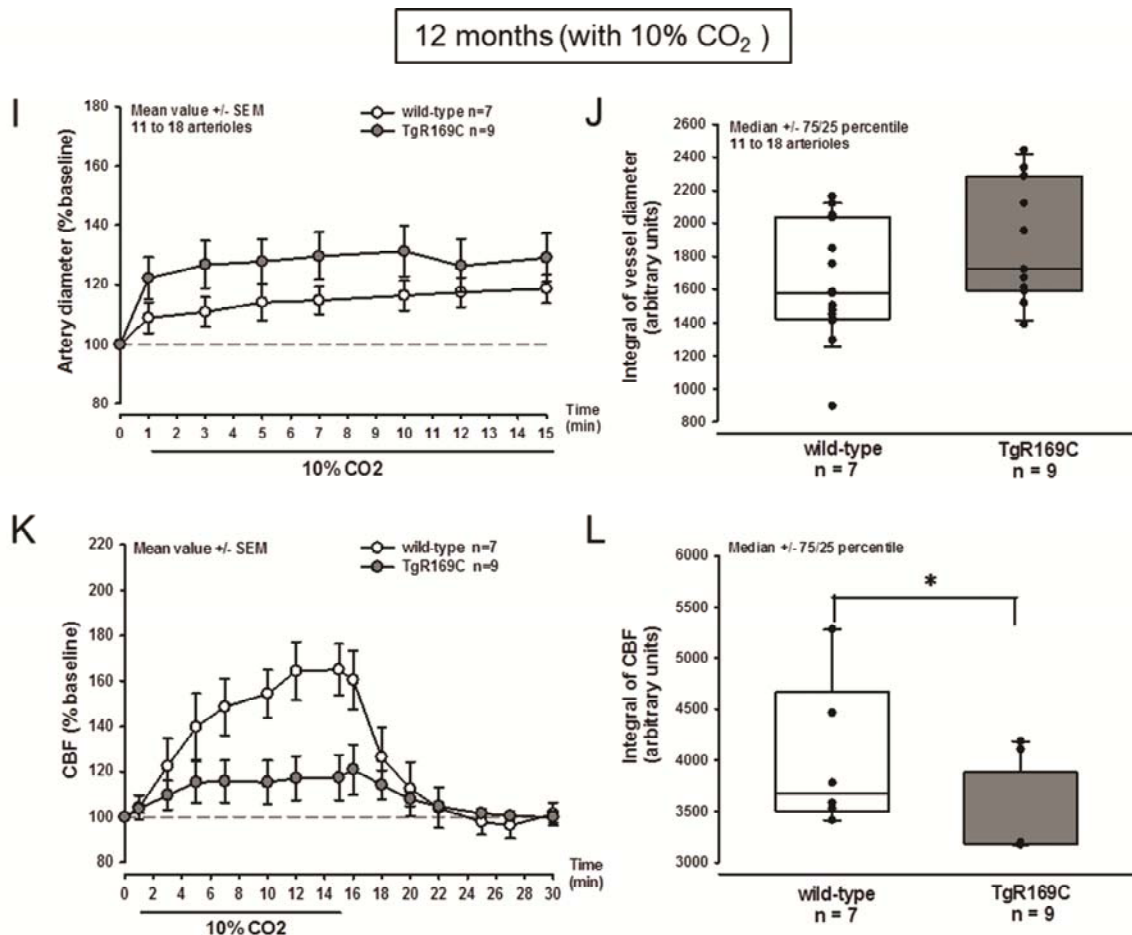 12 months (with 10% CO₂ )
I
Mean value +/- SEM
11 to 18 arterioles
wild-type n=7
TgR169C n=9
Artery diameter (% baseline)
180
160
140
120
100
80
0 1 2 3 4 5 6 7 8 9 10 11 12 13 14 15
Time
(min)
10% CO2
J
Median +/- 75/25 percentile
11 to 18 arterioles
Integral of vessel diameter
(arbitrary units)
2600
2400
2200
2000
1800
1600
1400
1200
1000
800
wild-type
n = 7
TgR169C
n = 9
K
Mean value +/- SEM
wild-type n=7
TgR169C n=9
CBF (% baseline)
220
200
180
160
140
120
100
80
0 2 4 6 8 10 12 14 16 18 20 22 24 26 28 30
Time
(min)
10% CO2
L
Median +/- 75/25 percentile
Integral of CBF
(arbitrary units)
6000
5500
5000
4500
4000
3500
3000
*
wild-type
n = 7
TgR169C
n = 9